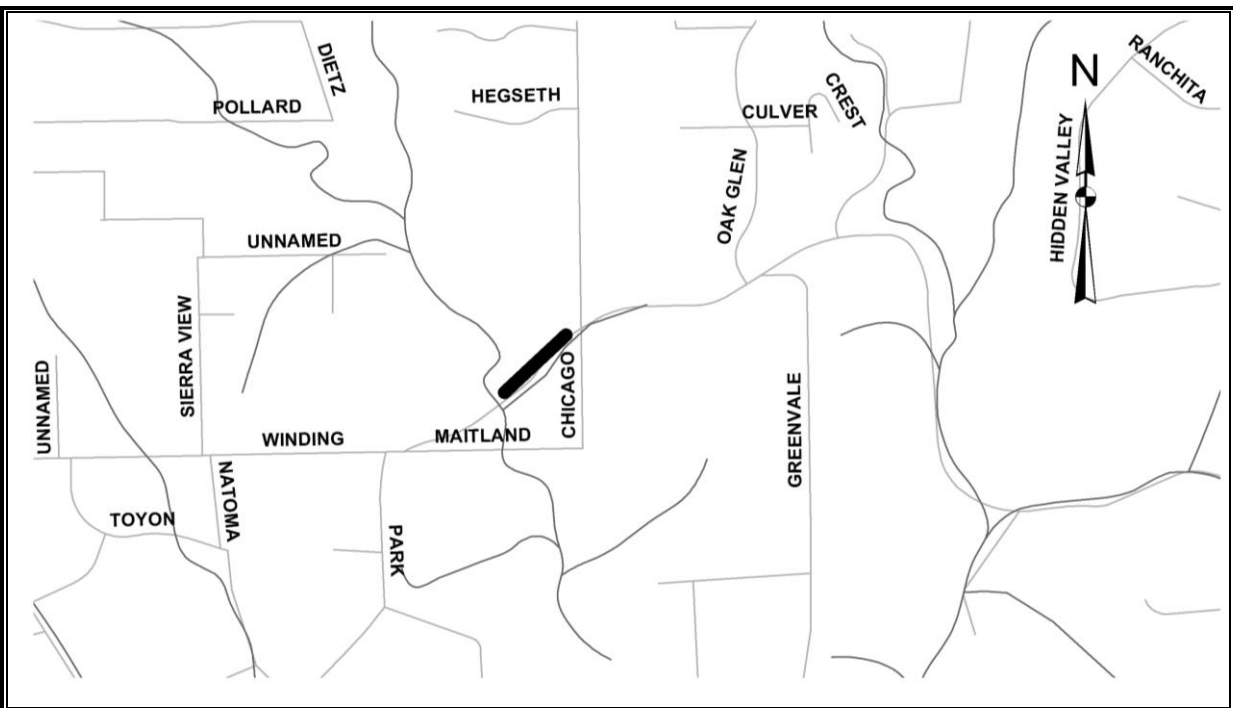 DIETZ
N
RANCHITA
HEGSETH
POLLARD
CULVER
CREST
HIDDEN VALLEY
OAK GLEN
UNNAMED
SIERRA VIEW
UNNAMED
CHICAGO
GREENVALE
WINDING
MAITLAND
NATOMA
TOYON
PARK